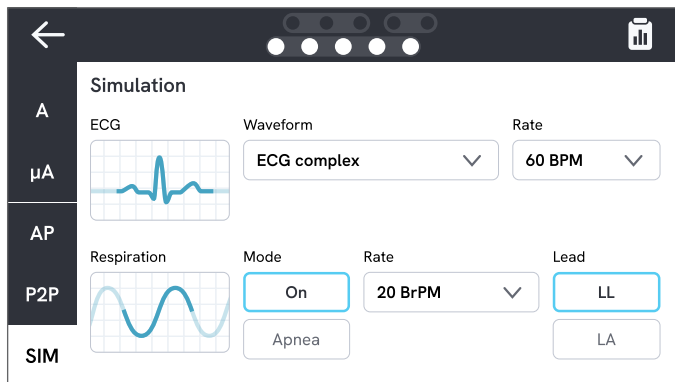 Simulation
A
µA
AP
P2P
SIM
ECG
Waveform
Rate
ECG complex
60 BPM
Respiration
Mode
Rate
Lead
On
20 BrPM
LL
Apnea
LA